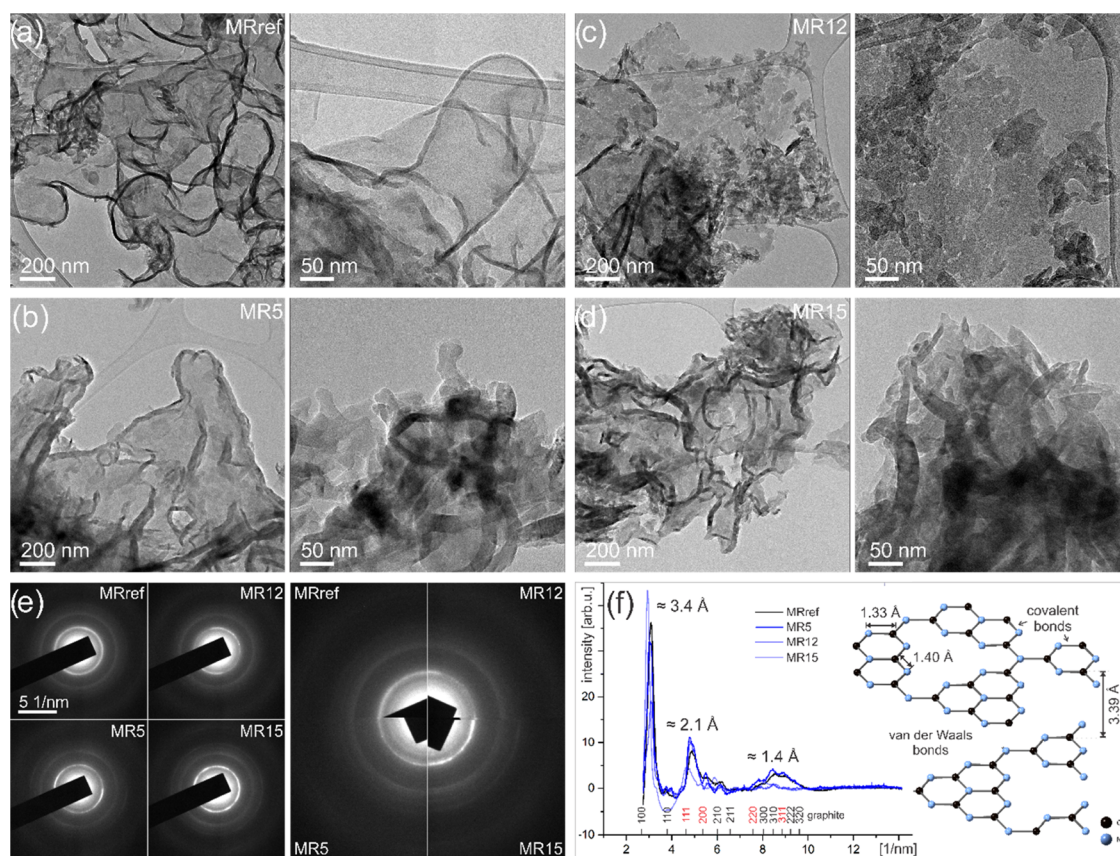 (a) MRref
200 nm
50 nm
(c) MR12
200 nm
50 nm
(b) MR5
200 nm
50 nm
(d) MR15
200 nm
50 nm
(e)
MRref
MR12
5 1/nm
MR5
MR15
MRref
MR12
MR5
MR15
(f)
intensity [arb.u.]
30
20
10
0
-10
≈ 3.4 Å
≈ 2.1 Å
≈ 1.4 Å
MRref
MR5
MR12
MR15
100
110
111
200
210
211
220
300
310
311
222
320
graphite
2
4
6
8
10
12
[1/nm]
1.33 Å
1.40 Å
covalent
bonds
3.39 Å
van der Waals
bonds